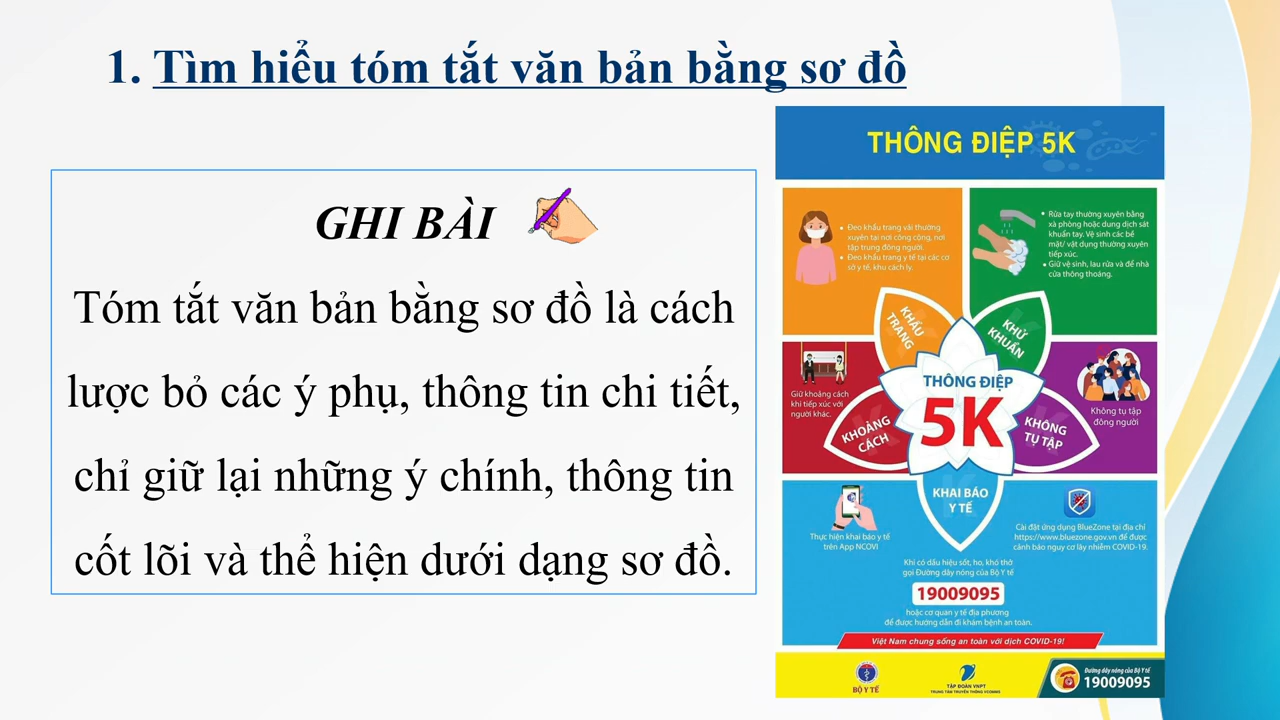 1. Tìm hiểu tóm tắt văn bản bằng sơ đồ
GHI BÀI
Tóm tắt văn bản bằng sơ đồ là cách
lược bỏ các ý phụ, thông tin chi tiết,
chỉ giữ lại những ý chính, thông tin
cốt lõi và thể hiện dưới dạng sơ đồ.
THÔNG ĐIỆP 5K
• Đeo khẩu trang vải thường
xuyên tại nơi công cộng, nơi
tập trung đông người.
• Đeo khẩu trang y tế tại các cơ
sở y tế, khu cách ly.
• Rửa tay thường xuyên bằng
xà phòng hoặc dung dịch sát
khuẩn tay. Vệ sinh các bề
mặt/ vật dụng thường xuyên
tiếp xúc.
• Giữ vệ sinh, lau rửa và để nhà
cửa thông thoáng.
KHẨU
TRANG
KHỬ
KHUẨN
Giữ khoảng cách
khi tiếp xúc với
người khác.
KHOẢNG
CÁCH
THÔNG ĐIỆP
5K
KHÔNG
TỤ TẬP
Không tụ tập
đông người
KHAI BÁO
Y TẾ
Thực hiện khai báo y tế
trên App NCOVI
Cài đặt ứng dụng BlueZone tại địa chỉ
https://www.bluezone.gov.vn để được
cảnh báo nguy cơ lây nhiễm COVID-19.
Khi có dấu hiệu sốt, ho, khó thở
gọi Đường dây nóng của Bộ Y tế
19009095
hoặc cơ quan y tế địa phương
để được hướng dẫn đi khám bệnh an toàn.
Việt Nam chung sống an toàn với dịch COVID-19!
BỘ Y TẾ
TẬP ĐOÀN VNPT
TRUNG TÂM TRUYỀN THÔNG
Đường dây nóng của Bộ Y tế
19009095